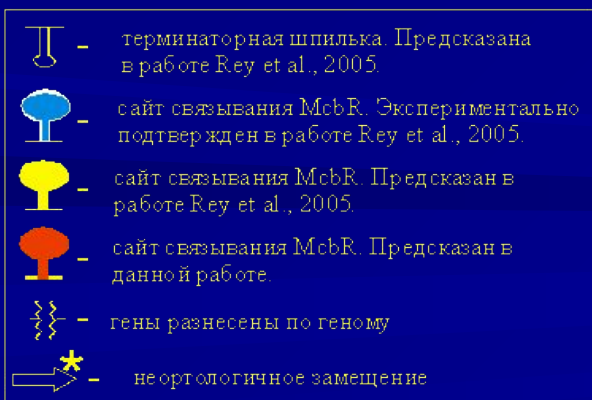 – терминаторная шпилька. Предсказана
в работе Rey et al., 2005.
– сайт связывания McbR. Экспериментально
подтвержден в работе Rey et al., 2005.
– сайт связывания McbR. Предсказан в
работе Rey et al., 2005.
– сайт связывания McbR. Предсказан в
данной работе.
– гены разнесены по геному
* – неортологичное замещение